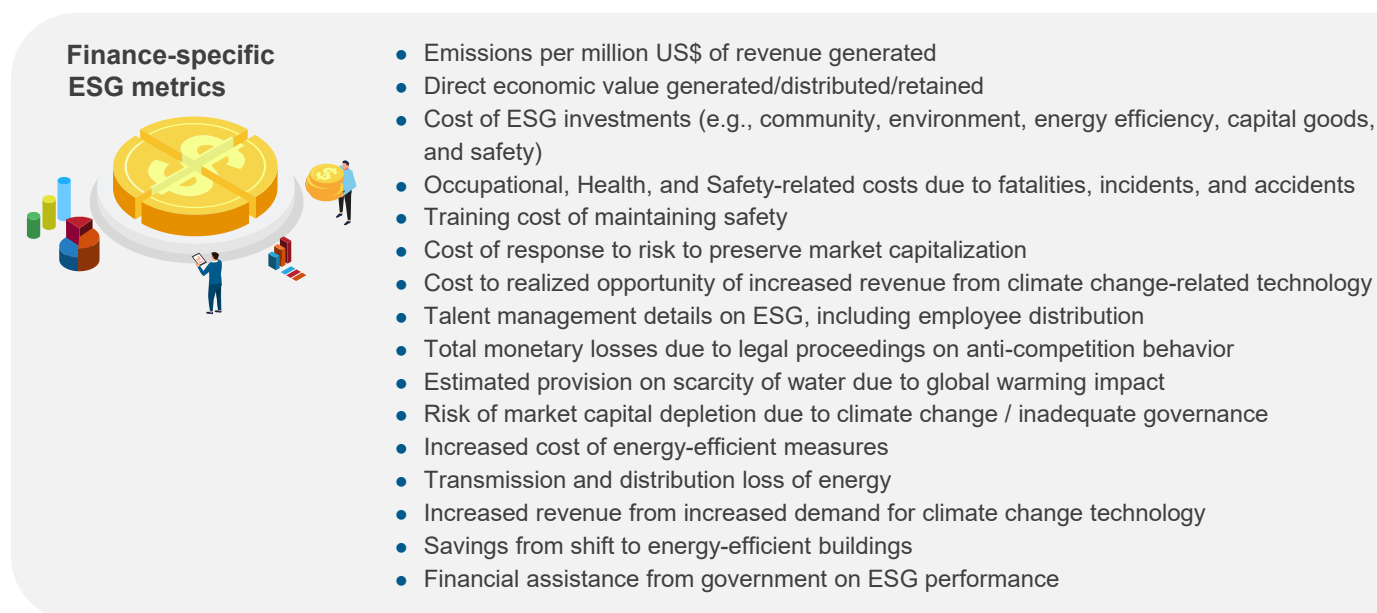 Finance-specific
ESG metrics
● Emissions per million US$ of revenue generated
● Direct economic value generated/distributed/retained
● Cost of ESG investments (e.g., community, environment, energy efficiency, capital goods,
and safety)
● Occupational, Health, and Safety-related costs due to fatalities, incidents, and accidents
● Training cost of maintaining safety
● Cost of response to risk to preserve market capitalization
● Cost to realized opportunity of increased revenue from climate change-related technology
● Talent management details on ESG, including employee distribution
● Total monetary losses due to legal proceedings on anti-competition behavior
● Estimated provision on scarcity of water due to global warming impact
● Risk of market capital depletion due to climate change / inadequate governance
● Increased cost of energy-efficient measures
● Transmission and distribution loss of energy
● Increased revenue from increased demand for climate change technology
● Savings from shift to energy-efficient buildings
● Financial assistance from government on ESG performance